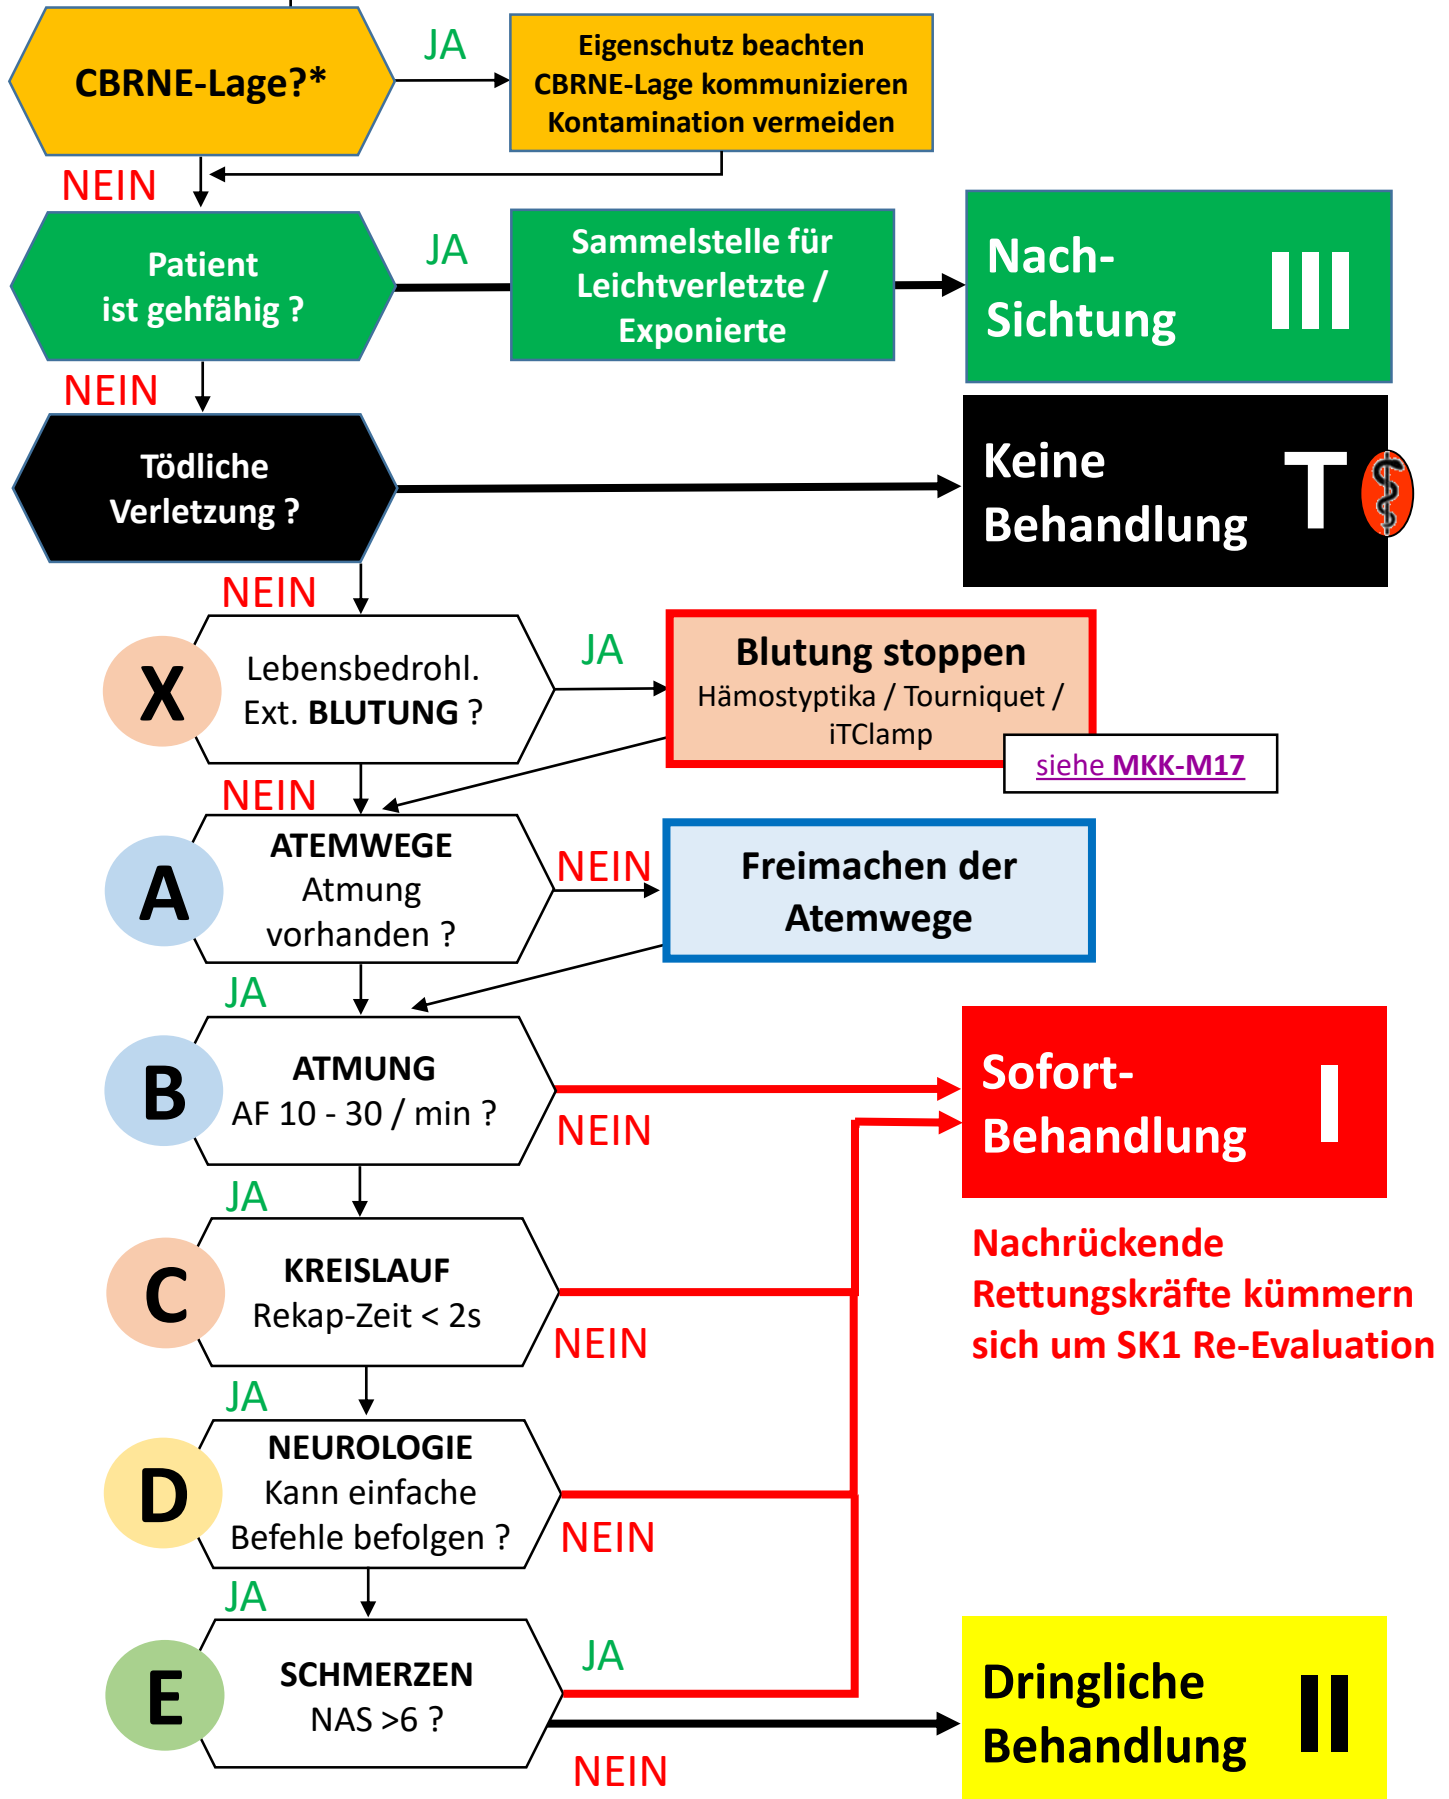 CBRNE-Lage?*
JA
Eigenschutz beachten
CBRNE-Lage kommunizieren
Kontamination vermeiden
NEIN
Patient
ist gehfähig ?
JA
Sammelstelle für
Leichtverletzte /
Exponierte
Nach-
Sichtung
III
NEIN
Tödliche
Verletzung ?
Keine
Behandlung
T
NEIN
X
Lebensbedrohl.
Ext. BLUTUNG ?
JA
Blutung stoppen
Hämostyptika / Tourniquet /
iTClamp
siehe MKK-M17
NEIN
A
ATEMWEGE
Atmung
vorhanden ?
NEIN
Freimachen der
Atemwege
JA
B
ATMUNG
AF 10 - 30 / min ?
NEIN
Sofort-
Behandlung
I
JA
Nachrückende
Rettungskräfte kümmern
sich um SK1 Re-Evaluation
C
KREISLAUF
Rekap-Zeit < 2s
NEIN
JA
D
NEUROLOGIE
Kann einfache
Befehle befolgen ?
NEIN
JA
E
SCHMERZEN
NAS >6 ?
JA
NEIN
Dringliche
Behandlung
II